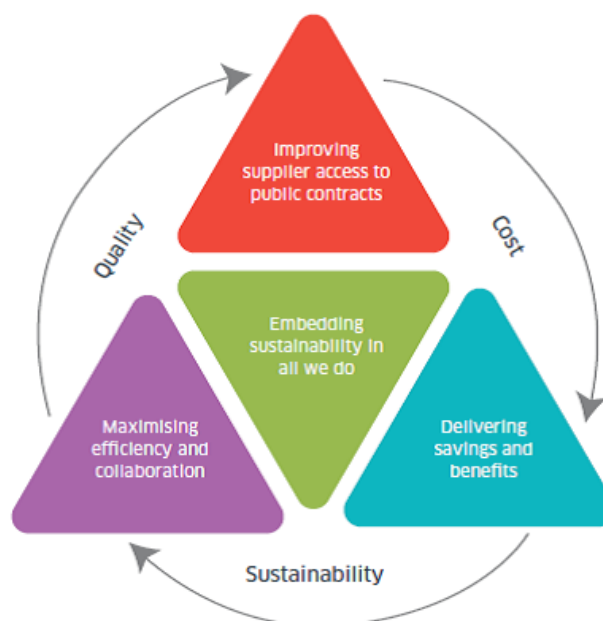 Improving
supplier access to
public contracts
Quality
Cost
Embedding
sustainability in
all we do
Maximising
efficiency and
collaboration
Delivering
savings and
benefits
Sustainability